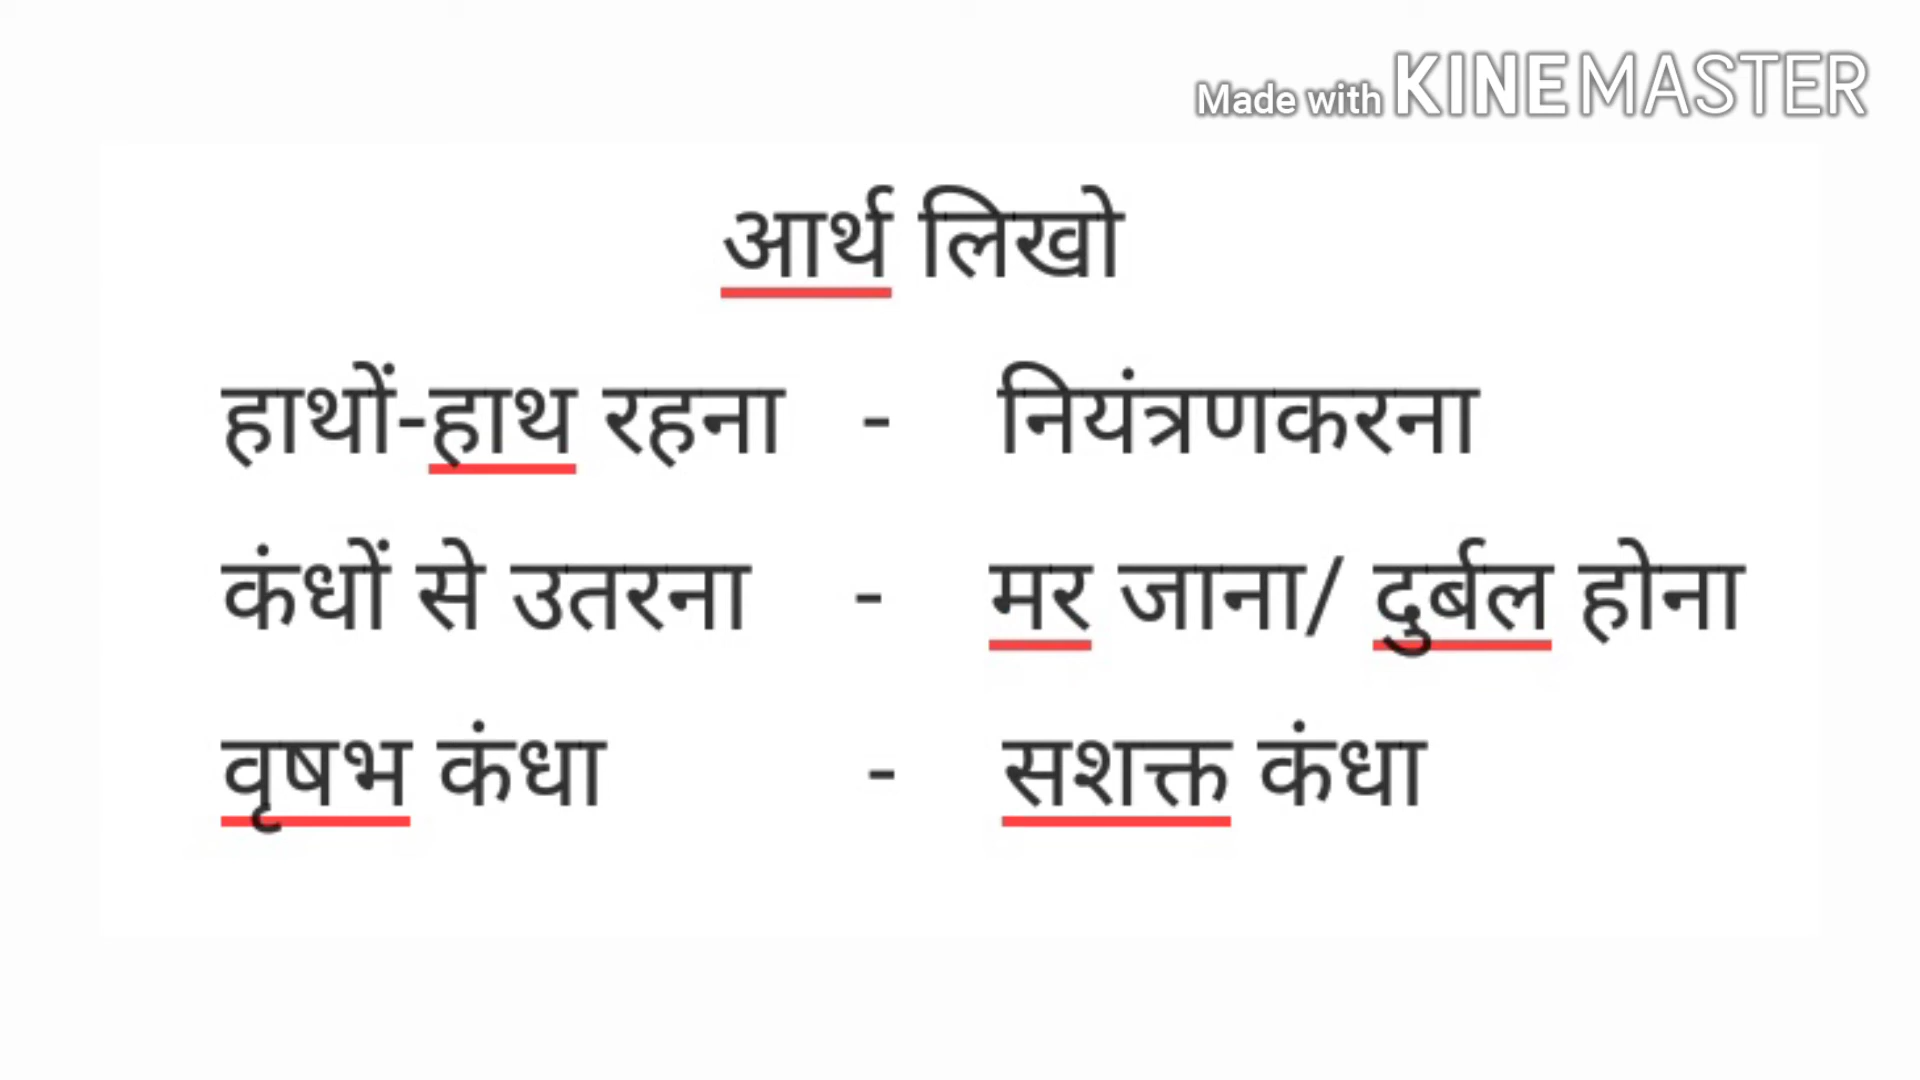 Made with KINEMASTER
आर्थ लिखो
हाथों-हाथ रहना - नियंत्रणकरना
कंधों से उतरना - मर जाना/ दुर्बल होना
वृषभ कंधा - सशक्त कंधा